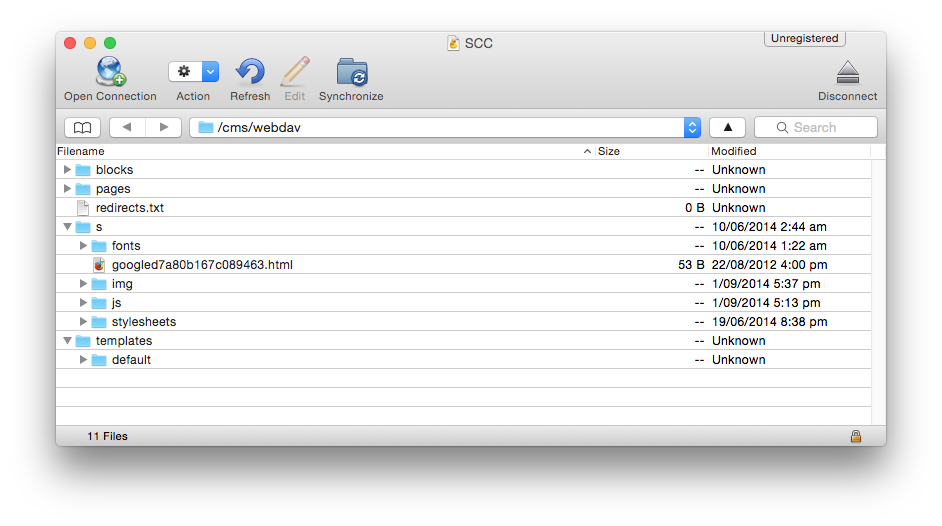 SCC
Unregistered
Open Connection
Action
Refresh
Edit
Synchronize
Disconnect
/cms/webdav
Search
Filename Size Modified
blocks -- Unknown
pages -- Unknown
redirects.txt 0 B Unknown
s -- 10/06/2014 2:44 am
fonts -- 10/06/2014 1:22 am
googled7a80b167c089463.html 53 B 22/08/2012 4:00 pm
img -- 1/09/2014 5:37 pm
js -- 1/09/2014 5:13 pm
stylesheets -- 19/06/2014 8:38 pm
templates -- Unknown
default -- Unknown
11 Files